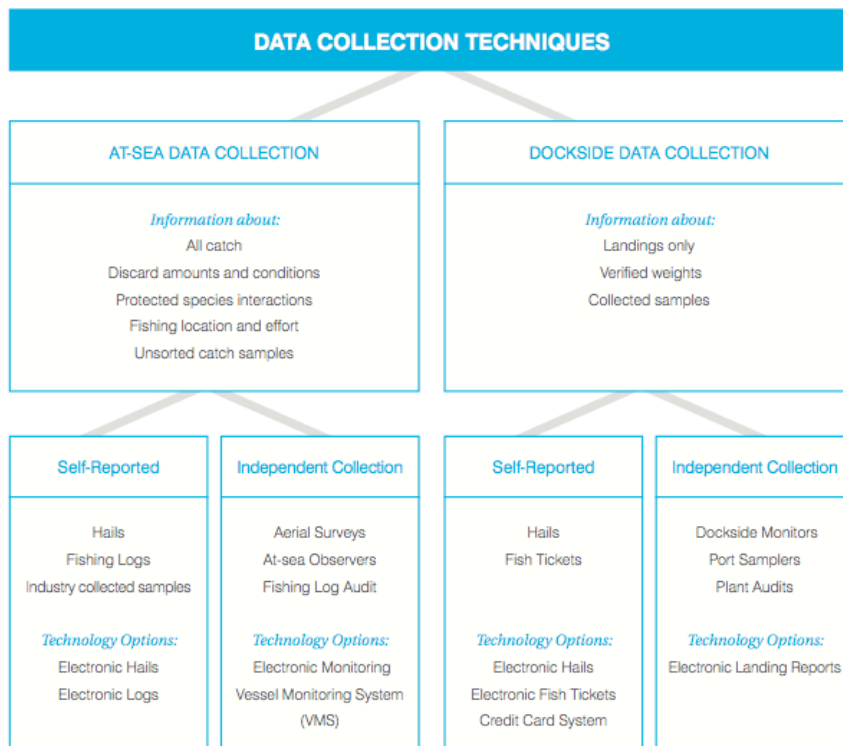 DATA COLLECTION TECHNIQUES
AT-SEA DATA COLLECTION
Information about:
All catch
Discard amounts and conditions
Protected species interactions
Fishing location and effort
Unsorted catch samples
DOCKSIDE DATA COLLECTION
Information about:
Landings only
Verified weights
Collected samples
Self-Reported
Hails
Fishing Logs
Industry collected samples
Technology Options:
Electronic Hails
Electronic Logs
Independent Collection
Aerial Surveys
At-sea Observers
Fishing Log Audit
Technology Options:
Electronic Monitoring
Vessel Monitoring System
(VMS)
Self-Reported
Hails
Fish Tickets
Technology Options:
Electronic Hails
Electronic Fish Tickets
Credit Card System
Independent Collection
Dockside Monitors
Port Samplers
Plant Audits
Technology Options:
Electronic Landing Reports